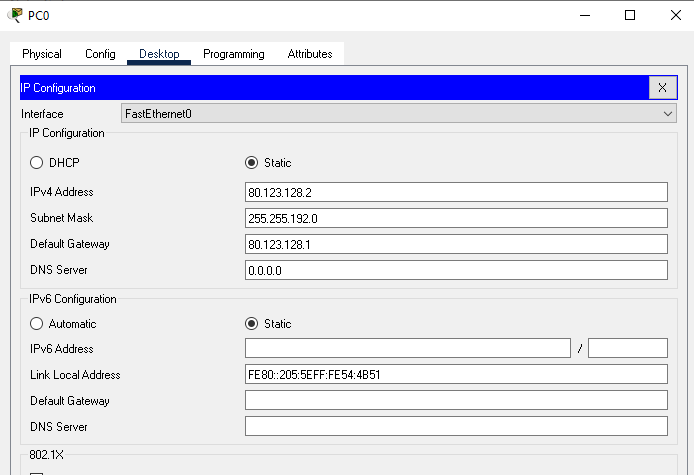 PC0
Physical Config Desktop Programming Attributes
IP Configuration X
Interface FastEthernet0
IP Configuration
DHCP Static
IPv4 Address 80.123.128.2
Subnet Mask 255.255.192.0
Default Gateway 80.123.128.1
DNS Server 0.0.0.0
IPv6 Configuration
Automatic Static
IPv6 Address /
Link Local Address FE80::205:5EFF:FE54:4B51
Default Gateway
DNS Server
802.1X